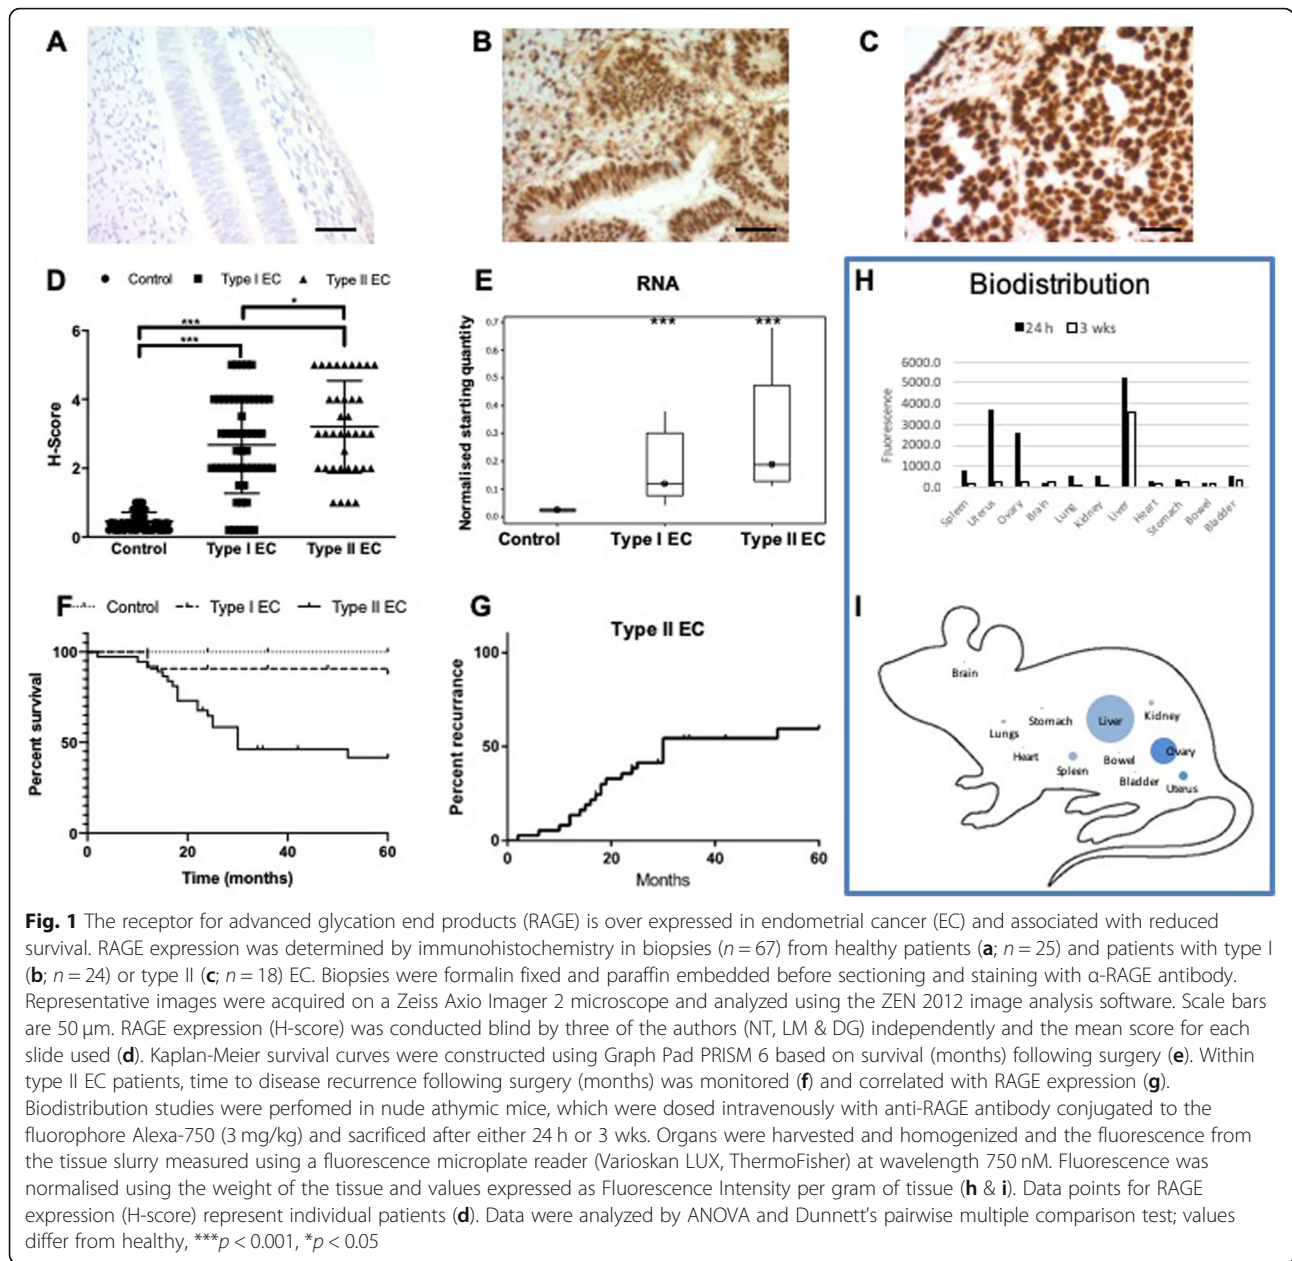 A
B
C
D
● Control ■ Type I EC ▲ Type II EC
*
***
***
6
4
2
0
H-Score
Control Type I EC Type II EC
E
RNA
*** ***
0.7
0.6
0.5
0.4
0.3
0.2
0.1
0.0
Normalised starting quantity
Control Type I EC Type II EC
H
Biodistribution
24 h 3 wks
6000.0
5000.0
4000.0
3000.0
2000.0
1000.0
0.0
Fluorescence
Spleen Uterus Ovary Brain Lung Kidney Liver Heart Stomach Bowel Bladder
F
Control Type I EC Type II EC
100
50
0
Percent survival
0 20 40 60
Time (months)
G
Type II EC
100
50
0
Percent recurrance
0 20 40 60
Months
I
Brain
Stomach Liver Kidney
Lungs
Heart Spleen Bowel Ovary
Bladder Uterus
Fig. 1 The receptor for advanced glycation end products (RAGE) is over expressed in endometrial cancer (EC) and associated with reduced
survival. RAGE expression was determined by immunohistochemistry in biopsies (n = 67) from healthy patients (a; n = 25) and patients with type I
(b; n = 24) or type II (c; n = 18) EC. Biopsies were formalin fixed and paraffin embedded before sectioning and staining with α-RAGE antibody.
Representative images were acquired on a Zeiss Axio Imager 2 microscope and analyzed using the ZEN 2012 image analysis software. Scale bars
are 50 μm. RAGE expression (H-score) was conducted blind by three of the authors (NT, LM & DG) independently and the mean score for each
slide used (d). Kaplan-Meier survival curves were constructed using Graph Pad PRISM 6 based on survival (months) following surgery (e). Within
type II EC patients, time to disease recurrence following surgery (months) was monitored (f) and correlated with RAGE expression (g).
Biodistribution studies were perfomed in nude athymic mice, which were dosed intravenously with anti-RAGE antibody conjugated to the
fluorophore Alexa-750 (3 mg/kg) and sacrificed after either 24 h or 3 wks. Organs were harvested and homogenized and the fluorescence from
the tissue slurry measured using a fluorescence microplate reader (Varioskan LUX, ThermoFisher) at wavelength 750 nM. Fluorescence was
normalised using the weight of the tissue and values expressed as Fluorescence Intensity per gram of tissue (h & i). Data points for RAGE
expression (H-score) represent individual patients (d). Data were analyzed by ANOVA and Dunnett's pairwise multiple comparison test; values
differ from healthy, ***p < 0.001, *p < 0.05